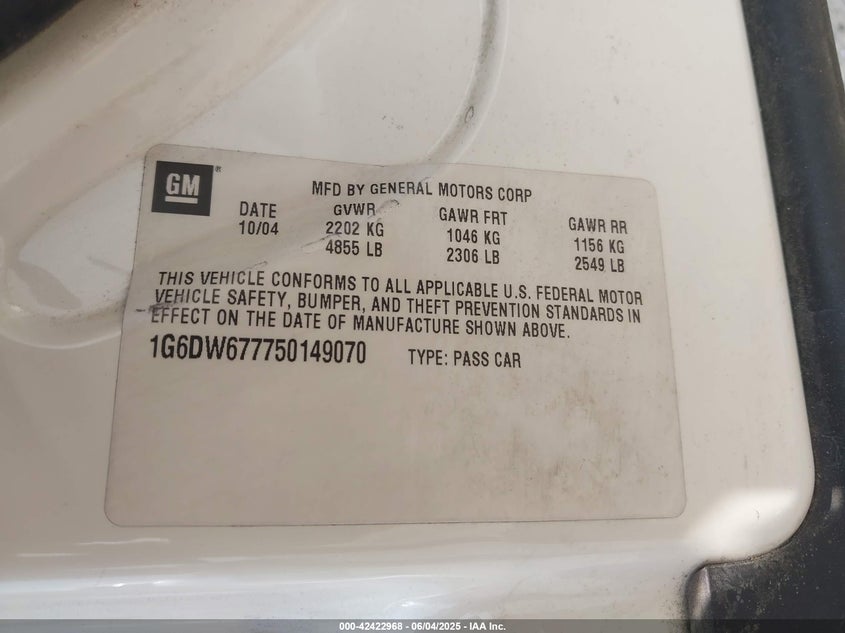 GM ®
MFD BY GENERAL MOTORS CORP
DATE GVWR GAWR FRT GAWR RR
10/04 2202 KG 1046 KG 1156 KG
4855 LB 2306 LB 2549 LB
THIS VEHICLE CONFORMS TO ALL APPLICABLE U.S. FEDERAL MOTOR
VEHICLE SAFETY, BUMPER, AND THEFT PREVENTION STANDARDS IN
EFFECT ON THE DATE OF MANUFACTURE SHOWN ABOVE.
1G6DW677750149070 TYPE: PASS CAR
000-42422968 - 06/04/2025 - IAA Inc.